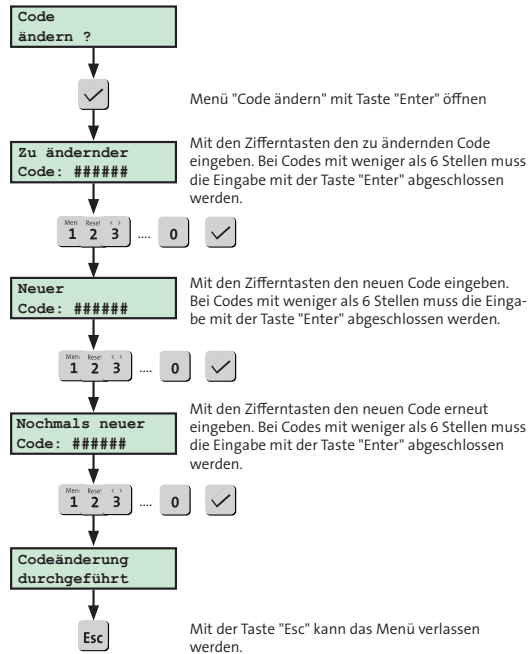 Code
ändern ?
Menü "Code ändern" mit Taste "Enter" öffnen
Zu ändernder
Code: ######
Mit den Zifferntasten den zu ändernden Code
eingeben. Bei Codes mit weniger als 6 Stellen muss
die Eingabe mit der Taste "Enter" abgeschlossen
werden.
Men Reset < >
1 2 3 .... 0
Neuer
Code: ######
Mit den Zifferntasten den neuen Code eingeben.
Bei Codes mit weniger als 6 Stellen muss die Einga-
be mit der Taste "Enter" abgeschlossen werden.
Men Reset < >
1 2 3 .... 0
Nochmals neuer
Code: ######
Mit den Zifferntasten den neuen Code erneut
eingeben. Bei Codes mit weniger als 6 Stellen muss
die Eingabe mit der Taste "Enter" abgeschlossen
werden.
Men Reset < >
1 2 3 .... 0
Codeänderung
durchgeführt
Esc
Mit der Taste "Esc" kann das Menü verlassen
werden.